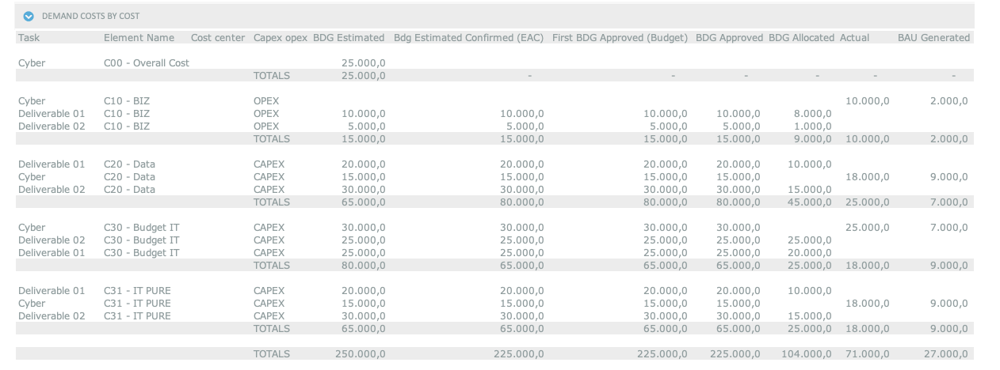 DEMAND COSTS BY COST
Task Element Name Cost center Capex opex BDG Estimated Bdg Estimated Confirmed (EAC) First BDG Approved (Budget) BDG Approved BDG Allocated Actual BAU Generated
Cyber C00 - Overall Cost 25.000,0
TOTALS 25.000,0 - - - - - -
Cyber C10 - BIZ OPEX 10.000,0 2.000,0
Deliverable 01 C10 - BIZ OPEX 10.000,0 10.000,0 10.000,0 10.000,0 8.000,0
Deliverable 02 C10 - BIZ OPEX 5.000,0 5.000,0 5.000,0 5.000,0 1.000,0
TOTALS 15.000,0 15.000,0 15.000,0 15.000,0 9.000,0 10.000,0 2.000,0
Deliverable 01 C20 - Data CAPEX 20.000,0 20.000,0 20.000,0 20.000,0 10.000,0
Cyber C20 - Data CAPEX 15.000,0 15.000,0 15.000,0 15.000,0 18.000,0 9.000,0
Deliverable 02 C20 - Data CAPEX 30.000,0 30.000,0 30.000,0 30.000,0 15.000,0
TOTALS 65.000,0 80.000,0 80.000,0 80.000,0 45.000,0 25.000,0 7.000,0
Cyber C30 - Budget IT CAPEX 30.000,0 30.000,0 30.000,0 30.000,0 25.000,0 7.000,0
Deliverable 02 C30 - Budget IT CAPEX 25.000,0 25.000,0 25.000,0 25.000,0 25.000,0
Deliverable 01 C30 - Budget IT CAPEX 25.000,0 25.000,0 25.000,0 25.000,0 20.000,0
TOTALS 80.000,0 65.000,0 65.000,0 65.000,0 25.000,0 18.000,0 9.000,0
Deliverable 01 C31 - IT PURE CAPEX 20.000,0 20.000,0 20.000,0 20.000,0 10.000,0
Cyber C31 - IT PURE CAPEX 15.000,0 15.000,0 15.000,0 15.000,0 18.000,0 9.000,0
Deliverable 02 C31 - IT PURE CAPEX 30.000,0 30.000,0 30.000,0 30.000,0 15.000,0
TOTALS 65.000,0 65.000,0 65.000,0 65.000,0 25.000,0 18.000,0 9.000,0
TOTALS 250.000,0 225.000,0 225.000,0 225.000,0 104.000,0 71.000,0 27.000,0